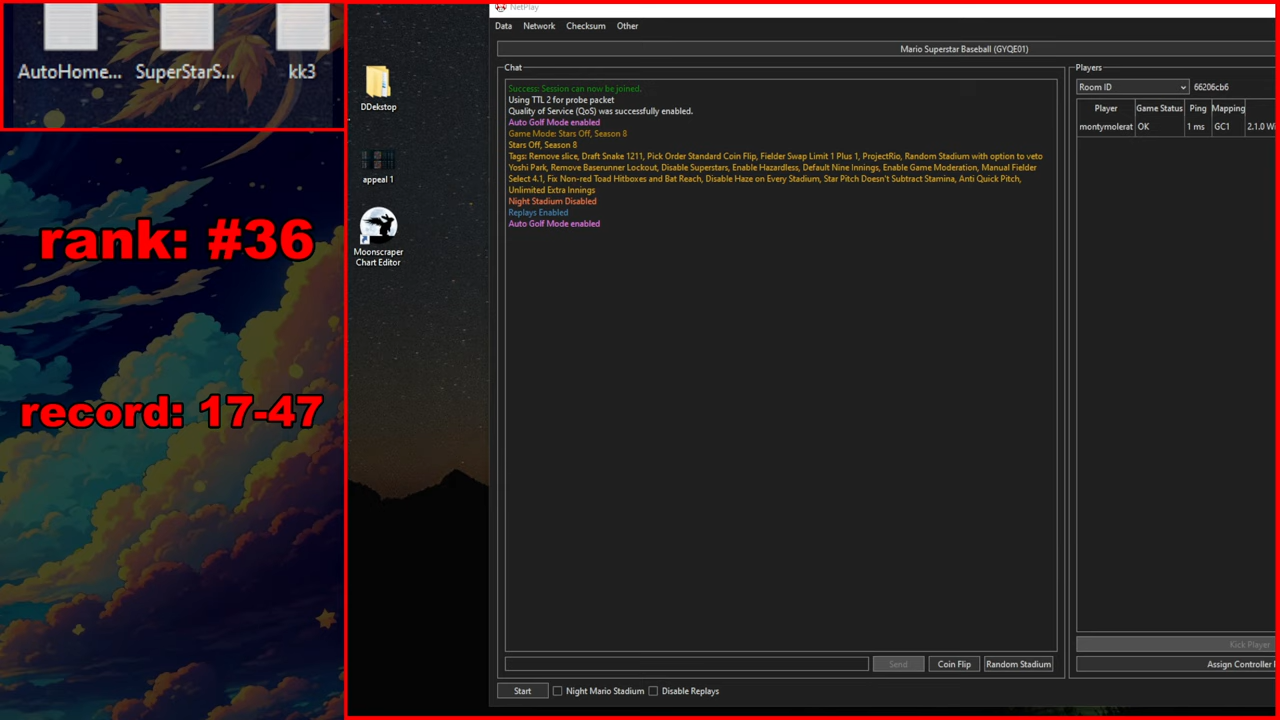 AutoHome...
SuperStarS...
kk3
rank: #36
record: 17-47
DDekstop
appeal 1
Moonscraper
Chart Editor
NetPlay
Data
Network
Checksum
Other
Mario Superstar Baseball (GYQE01)
Chat
Success: Session can now be joined.
Using TTL 2 for probe packet
Quality of Service (QoS) was successfully enabled.
Auto Golf Mode enabled
Game Mode: Stars Off, Season 8
Stars Off, Season 8
Tags: Remove slice, Draft Snake 1211, Pick Order Standard Coin Flip, Fielder Swap Limit 1 Plus 1, ProjectRio, Random Stadium with option to veto
Yoshi Park, Remove Baserunner Lockout, Disable Superstars, Enable Hazardless, Default Nine Innings, Enable Game Moderation, Manual Fielder
Select 4.1, Fix Non-red Toad Hitboxes and Bat Reach, Disable Haze on Every Stadium, Star Pitch Doesn't Subtract Stamina, Anti Quick Pitch,
Unlimited Extra Innings
Night Stadium Disabled
Replays Enabled
Auto Golf Mode enabled
Send
Coin Flip
Random Stadium
Start
Night Mario Stadium
Disable Replays
Players
Room ID
66206cb6
Player Game Status Ping Mapping
montymolerat OK 1 ms GC1 2.1.0 Wi
Kick Player
Assign Controller